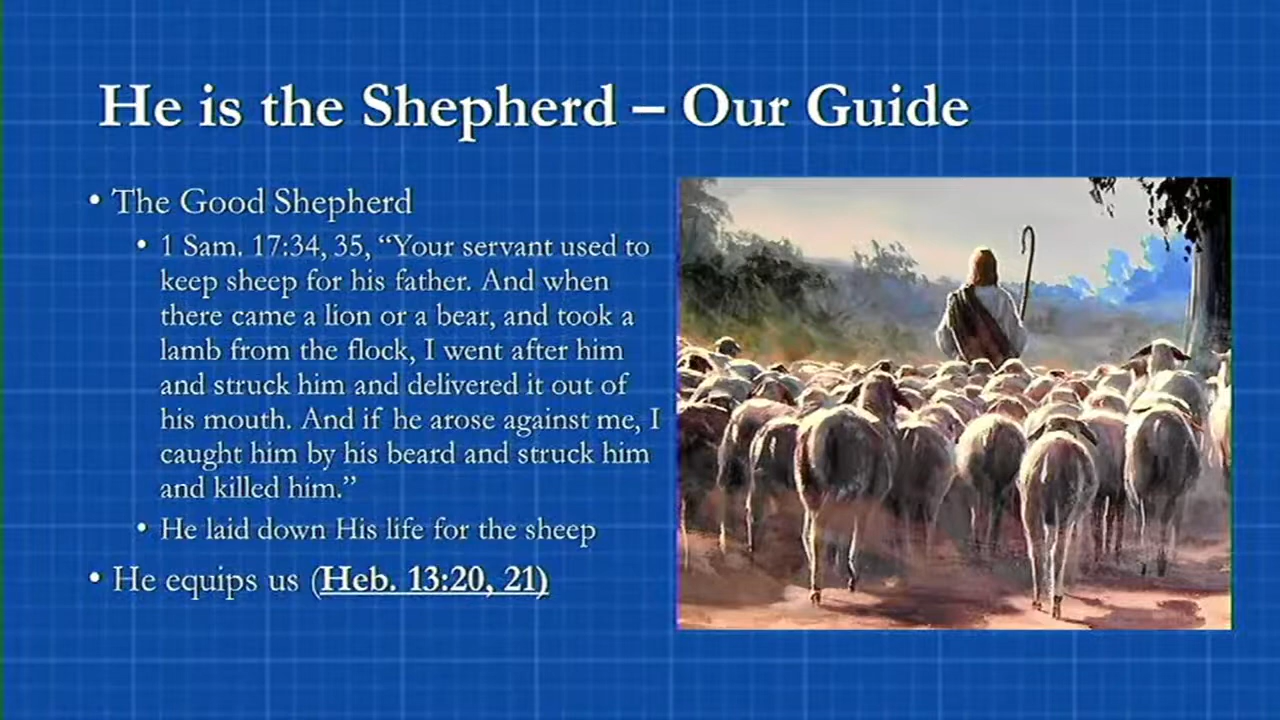 He is the Shepherd – Our Guide
• The Good Shepherd
• 1 Sam. 17:34, 35, “Your servant used to
keep sheep for his father. And when
there came a lion or a bear, and took a
lamb from the flock, I went after him
and struck him and delivered it out of
his mouth. And if he arose against me, I
caught him by his beard and struck him
and killed him.”
• He laid down His life for the sheep
• He equips us (Heb. 13:20, 21)